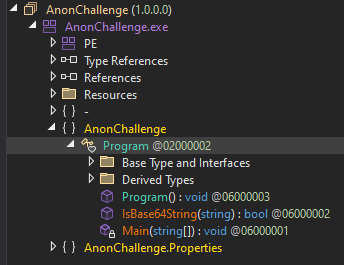 AnonChallenge (1.0.0.0)
AnonChallenge.exe
PE
Type References
References
Resources
{ } -
{ } AnonChallenge
Program @02000002
Base Type and Interfaces
Derived Types
Program() : void @06000003
IsBase64String(string) : bool @06000002
Main(string[]) : void @06000001
{ } AnonChallenge.Properties